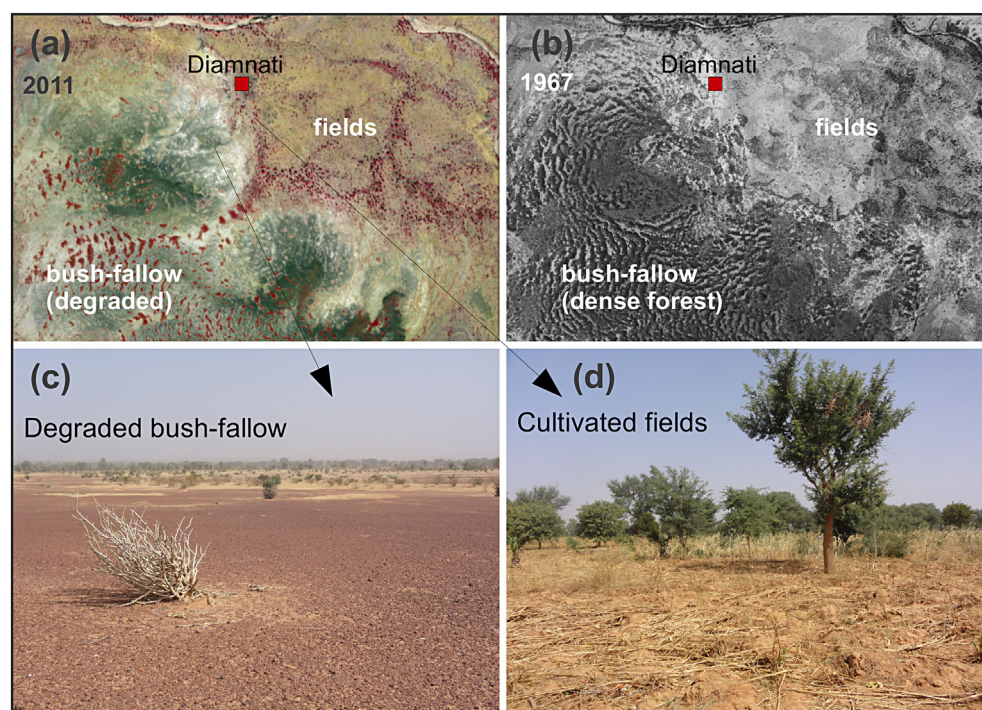 (a)
2011
Diamnati
fields
bush-fallow
(degraded)
(b)
1967
Diamnati
fields
bush-fallow
(dense forest)
(c)
Degraded bush-fallow
(d)
Cultivated fields